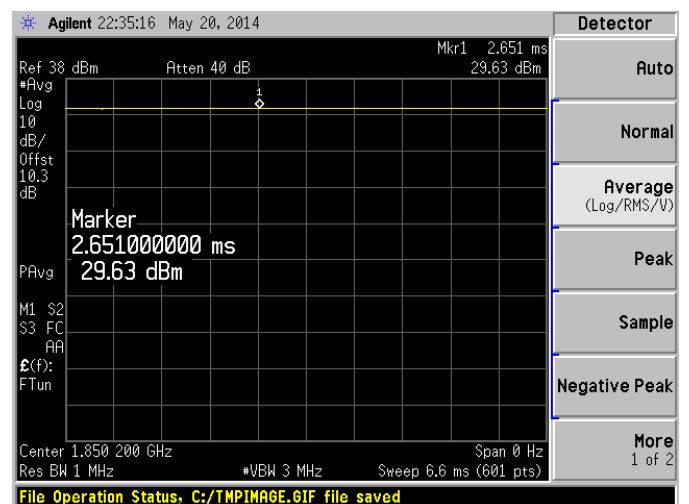 Agilent 22:35:16 May 20, 2014
Detector
Mkr1 2.651 ms
Ref 38 dBm Atten 40 dB 29.63 dBm
#Avg
Log
10
dB/
Offst
10.3
dB
1
Marker
2.651000000 ms
29.63 dBm
PAvg
M1 S2
S3 FC
AA
£(f):
FTun
Center 1.850 200 GHz Span 0 Hz
Res BW 1 MHz #VBW 3 MHz Sweep 6.6 ms (601 pts)
File Operation Status, C:/TMPIMAGE.GIF file saved
Auto
Normal
Average
(Log/RMS/V)
Peak
Sample
Negative Peak
More
1 of 2